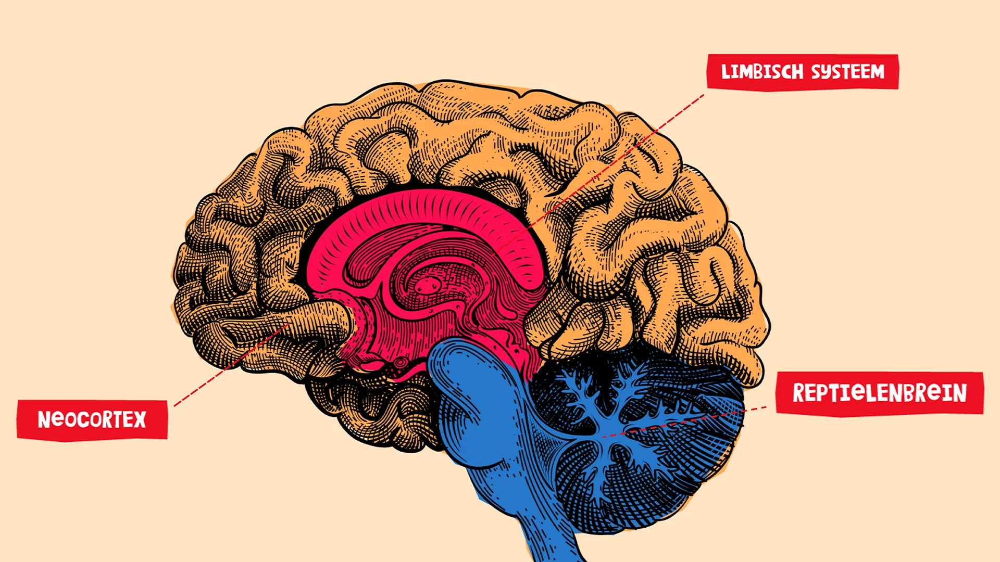 LIMBISCH SYSTEEM
REPTIELENBREIN
NEOCORTEX